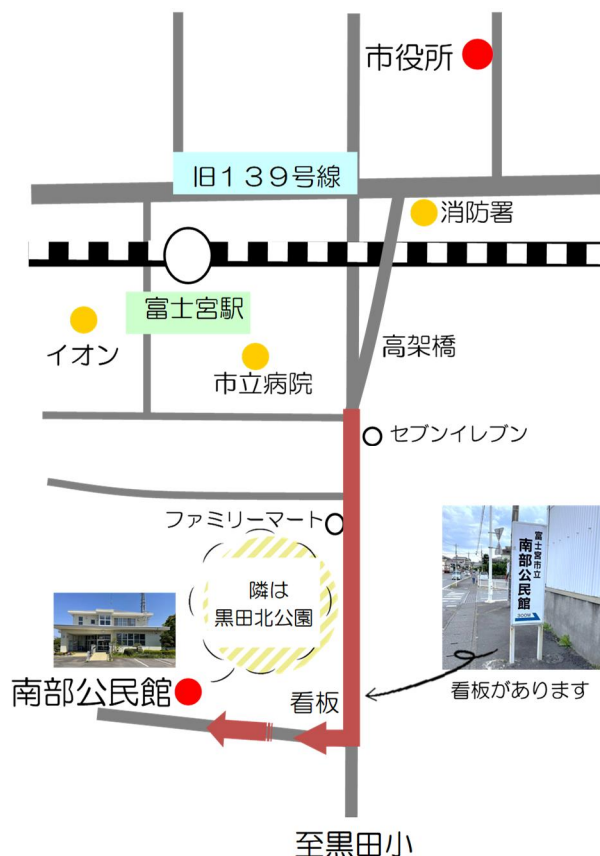 市役所
旧１３９号線
消防署
富士宮駅
高架橋
イオン
市立病院
セブンイレブン
ファミリーマート
隣は
黒田北公園
富士宮市立
南部公民館
300M
南部公民館
看板
看板があります
至黒田小